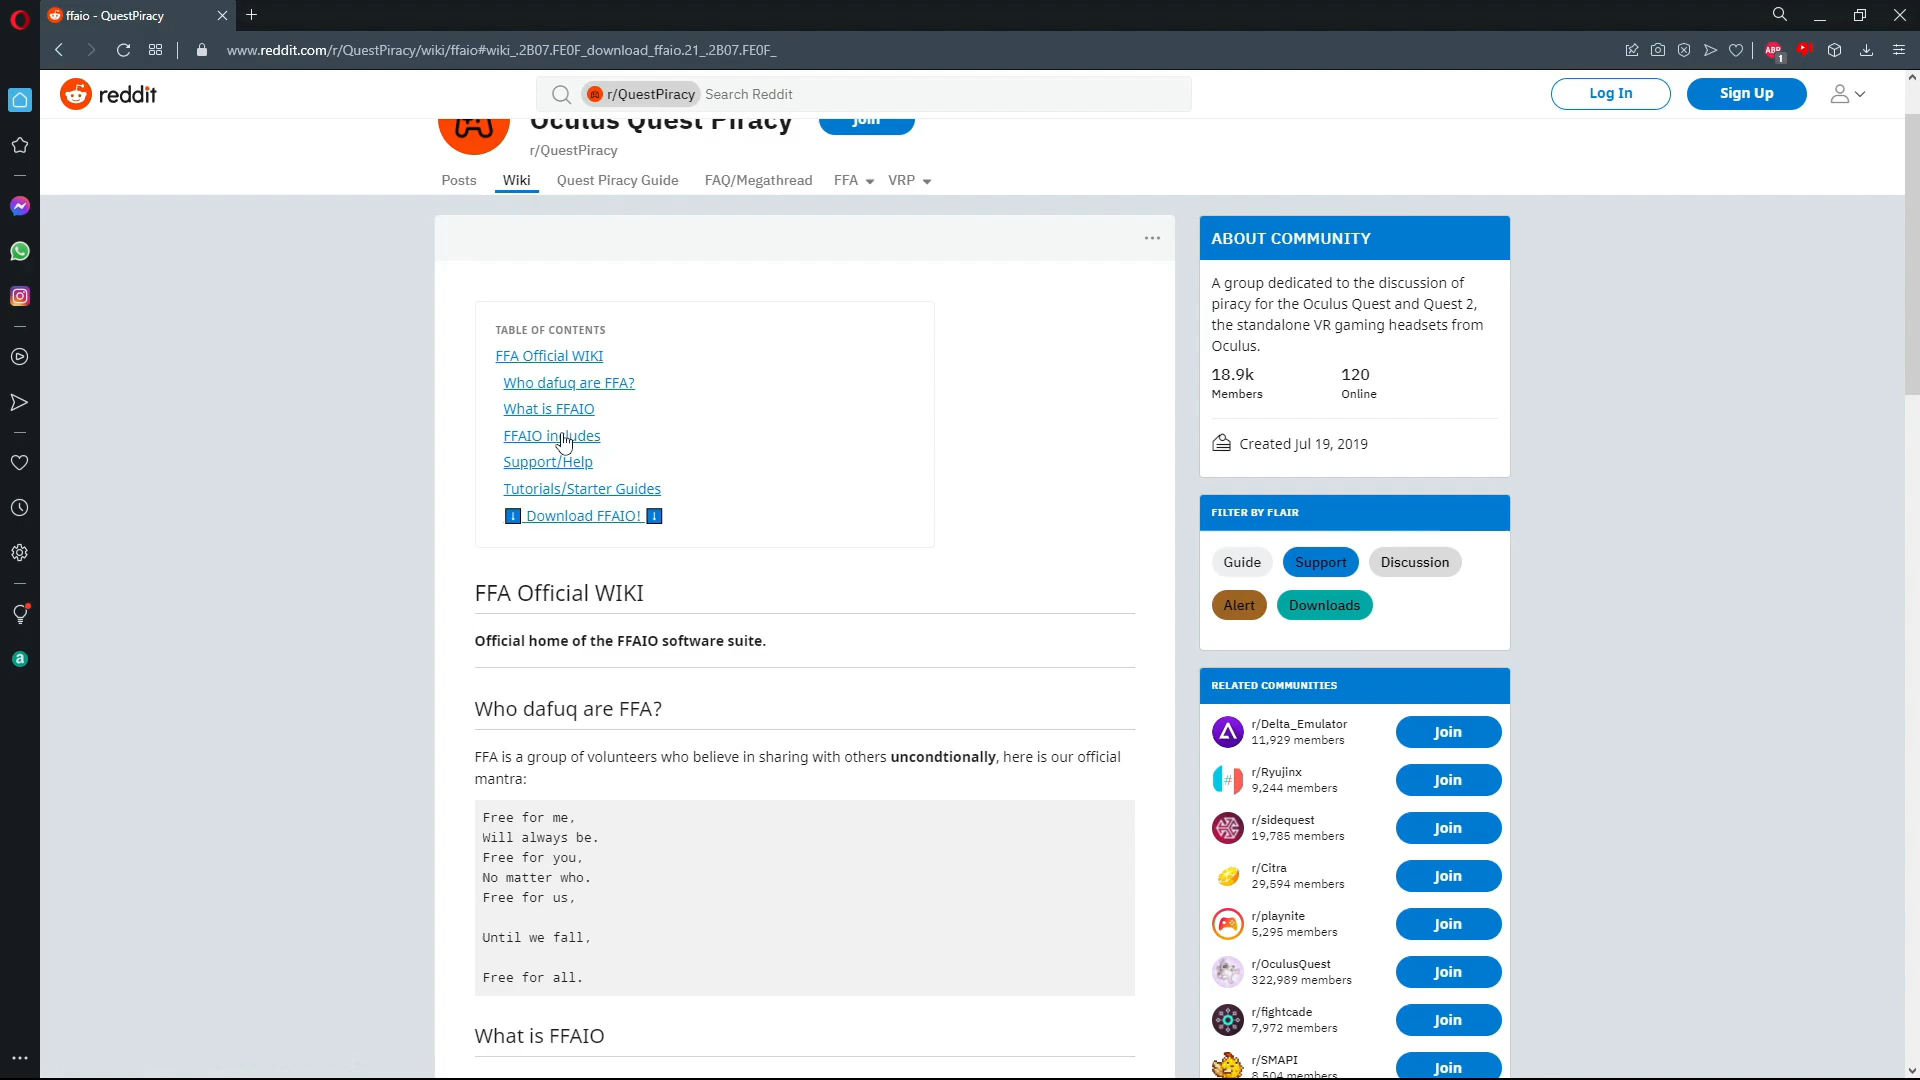 ffaio - QuestPiracy
www.reddit.com/r/QuestPiracy/wiki/ffaio#wiki_.2B07.FE0F_download_ffaio.21_.2B07.FE0F_
ABP
1
reddit
r/QuestPiracy Search Reddit
Log In
Sign Up
Oculus Quest Piracy
Join
r/QuestPiracy
Posts
Wiki
Quest Piracy Guide
FAQ/Megathread
FFA
VRP
TABLE OF CONTENTS
FFA Official WIKI
Who dafuq are FFA?
What is FFAIO
FFAIO includes
Support/Help
Tutorials/Starter Guides
⬇️ Download FFAIO! ⬇️
FFA Official WIKI
Official home of the FFAIO software suite.
Who dafuq are FFA?
FFA is a group of volunteers who believe in sharing with others uncondtionally, here is our official
mantra:
Free for me,
Will always be.
Free for you,
No matter who.
Free for us,
Until we fall,
Free for all.
What is FFAIO
ABOUT COMMUNITY
A group dedicated to the discussion of
piracy for the Oculus Quest and Quest 2,
the standalone VR gaming headsets from
Oculus.
18.9k
Members
120
Online
Created Jul 19, 2019
FILTER BY FLAIR
Guide
Support
Discussion
Alert
Downloads
RELATED COMMUNITIES
r/Delta_Emulator
11,929 members
Join
r/Ryujinx
9,244 members
Join
r/sidequest
19,785 members
Join
r/Citra
29,594 members
Join
r/playnite
5,295 members
Join
r/OculusQuest
322,989 members
Join
r/fightcade
7,972 members
Join
r/SMAPI
8,504 members
Join